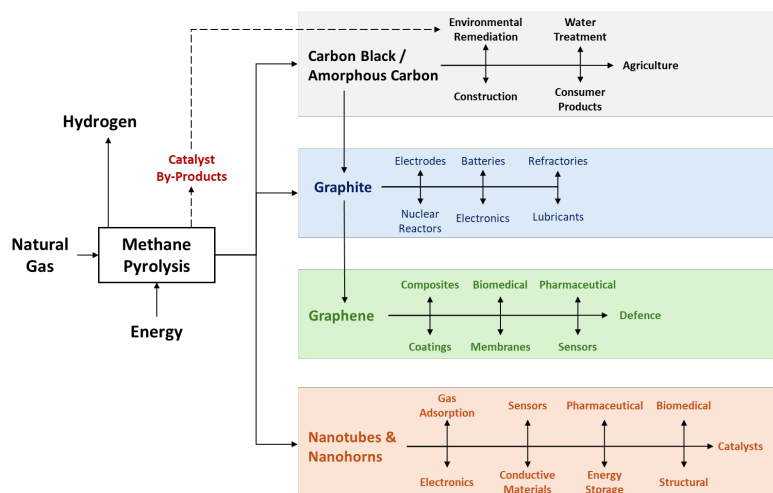 Environmental
Remediation
Water
Treatment
Carbon Black /
Amorphous Carbon
Agriculture
Construction
Consumer
Products
Hydrogen
Catalyst
By-Products
Electrodes
Batteries
Refractories
Graphite
Nuclear
Reactors
Electronics
Lubricants
Natural
Gas
Methane
Pyrolysis
Energy
Composites
Biomedical
Pharmaceutical
Graphene
Defence
Coatings
Membranes
Sensors
Gas
Adsorption
Sensors
Pharmaceutical
Biomedical
Nanotubes &
Nanohorns
Catalysts
Electronics
Conductive
Materials
Energy
Storage
Structural